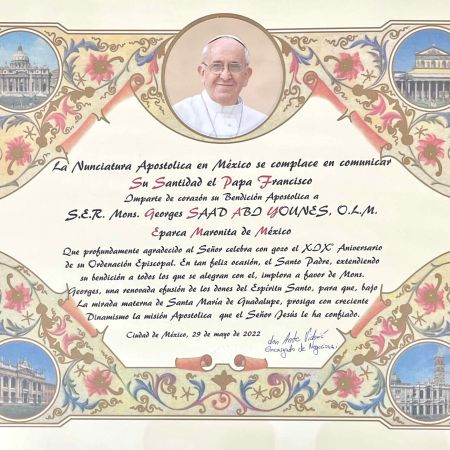 La Nunciatura Apostolica en México se complace en comunicar
Su Santidad el Papa Francisco
Imparte de corazón su Bendición Apostolica a
S.E.R. Mons. Georges SAAD ABI YOUNES, O.L.M.
Eparca Maronita de México
Que profundamente agradecido al Señor celebra con gozo el XIX° Aniversario
de su Ordenación Episcopal. En tan feliz ocasión, el Santo Padre, extendiendo
su bendición a todos los que se alegran con el, implora a favor de Mons.
Georges, una renovada efusión de los dones del Espíritu Santo, para que, bajo
La mirada materna de Santa María de Guadalupe, prosiga con creciente
Dinamismo la misión Apostolica que el Señor Jesús le ha confiado.
Ciudad de México, 29 de mayo de 2022
Encargado de Negocios